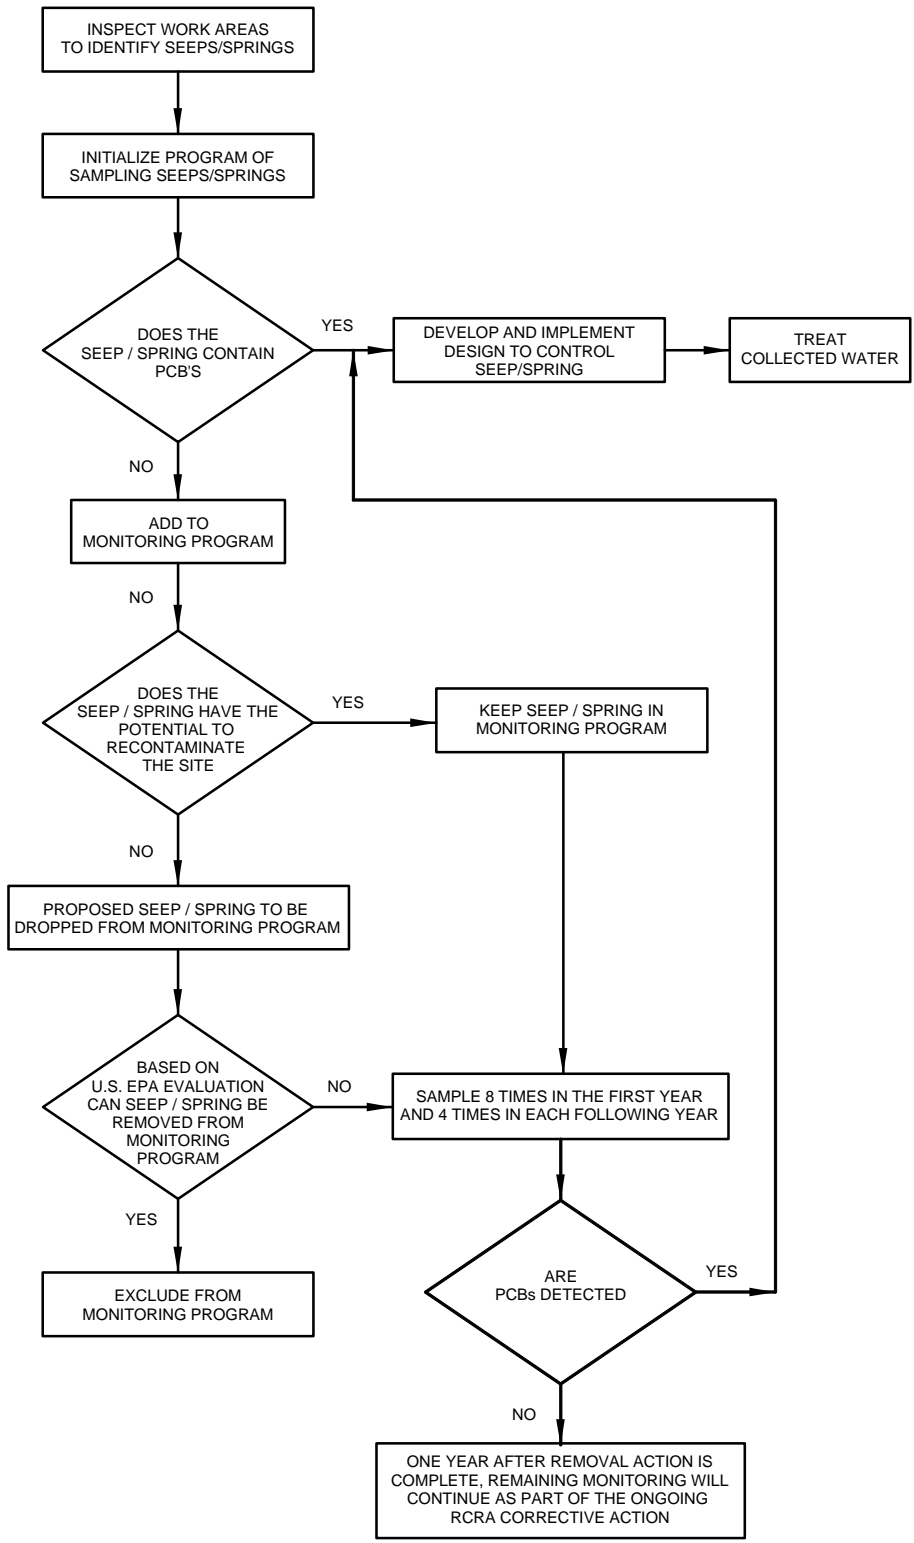 INSPECT WORK AREAS
TO IDENTIFY SEEPS/SPRINGS
INITIALIZE PROGRAM OF
SAMPLING SEEPS/SPRINGS
DOES THE
SEEP / SPRING CONTAIN
PCB'S
YES
DEVELOP AND IMPLEMENT
DESIGN TO CONTROL
SEEP/SPRING
TREAT
COLLECTED WATER
NO
ADD TO
MONITORING PROGRAM
NO
DOES THE
SEEP / SPRING HAVE THE
POTENTIAL TO
RECONTAMINATE
THE SITE
YES
KEEP SEEP / SPRING IN
MONITORING PROGRAM
NO
PROPOSED SEEP / SPRING TO BE
DROPPED FROM MONITORING PROGRAM
BASED ON
U.S. EPA EVALUATION
CAN SEEP / SPRING BE
REMOVED FROM
MONITORING
PROGRAM
NO
SAMPLE 8 TIMES IN THE FIRST YEAR
AND 4 TIMES IN EACH FOLLOWING YEAR
YES
EXCLUDE FROM
MONITORING PROGRAM
ARE
PCBs DETECTED
YES
NO
ONE YEAR AFTER REMOVAL ACTION IS
COMPLETE, REMAINING MONITORING WILL
CONTINUE AS PART OF THE ONGOING
RCRA CORRECTIVE ACTION